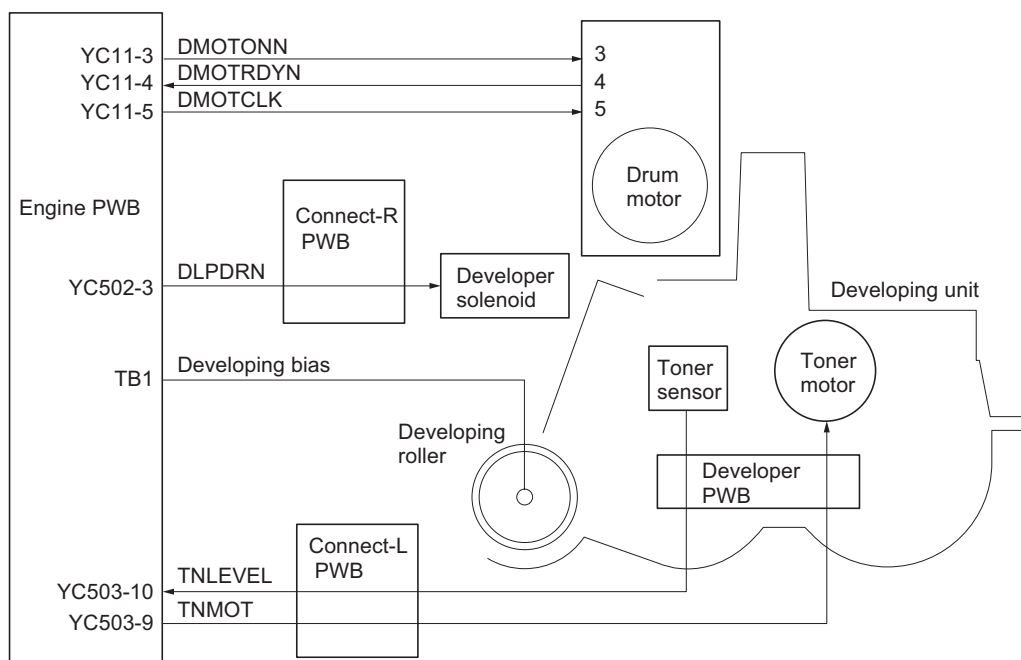 YC11-3 DMOTONN 3
YC11-4 DMOTRDYN 4
YC11-5 DMOTCLK 5
Drum
motor
Engine PWB
Connect-R
PWB
YC502-3 DLPDRN
Developer
solenoid
Developing unit
TB1 Developing bias
Toner
sensor
Toner
motor
Developing
roller
Developer
PWB
Connect-L
PWB
YC503-10 TNLEVEL
YC503-9 TNMOT